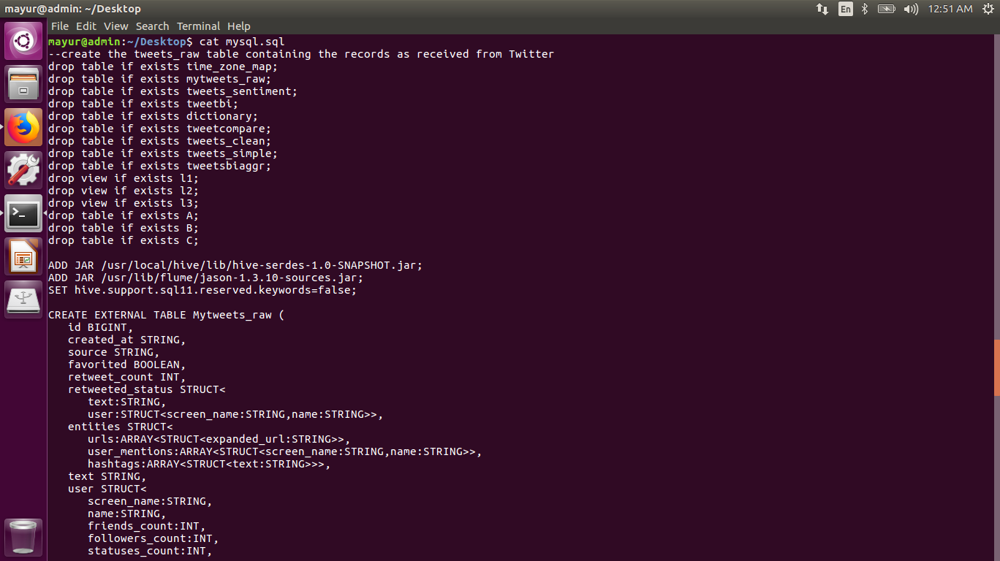 mayur@admin: ~/Desktop
En
12:51 AM
File Edit View Search Terminal Help
mayur@admin:~/Desktop$ cat mysql.sql
--create the tweets_raw table containing the records as received from Twitter
drop table if exists time_zone_map;
drop table if exists mytweets_raw;
drop table if exists tweets_sentiment;
drop table if exists tweetbi;
drop table if exists dictionary;
drop table if exists tweetcompare;
drop table if exists tweets_clean;
drop table if exists tweets_simple;
drop table if exists tweetsbiaggr;
drop view if exists l1;
drop view if exists l2;
drop view if exists l3;
drop table if exists A;
drop table if exists B;
drop table if exists C;
ADD JAR /usr/local/hive/lib/hive-serdes-1.0-SNAPSHOT.jar;
ADD JAR /usr/lib/flume/jason-1.3.10-sources.jar;
SET hive.support.sql11.reserved.keywords=false;
CREATE EXTERNAL TABLE Mytweets_raw (
id BIGINT,
created_at STRING,
source STRING,
favorited BOOLEAN,
retweet_count INT,
retweeted_status STRUCT<
text:STRING,
user:STRUCT<screen_name:STRING,name:STRING>>,
entities STRUCT<
urls:ARRAY<STRUCT<expanded_url:STRING>>,
user_mentions:ARRAY<STRUCT<screen_name:STRING,name:STRING>>,
hashtags:ARRAY<STRUCT<text:STRING>>>,
text STRING,
user STRUCT<
screen_name:STRING,
name:STRING,
friends_count:INT,
followers_count:INT,
statuses_count:INT,